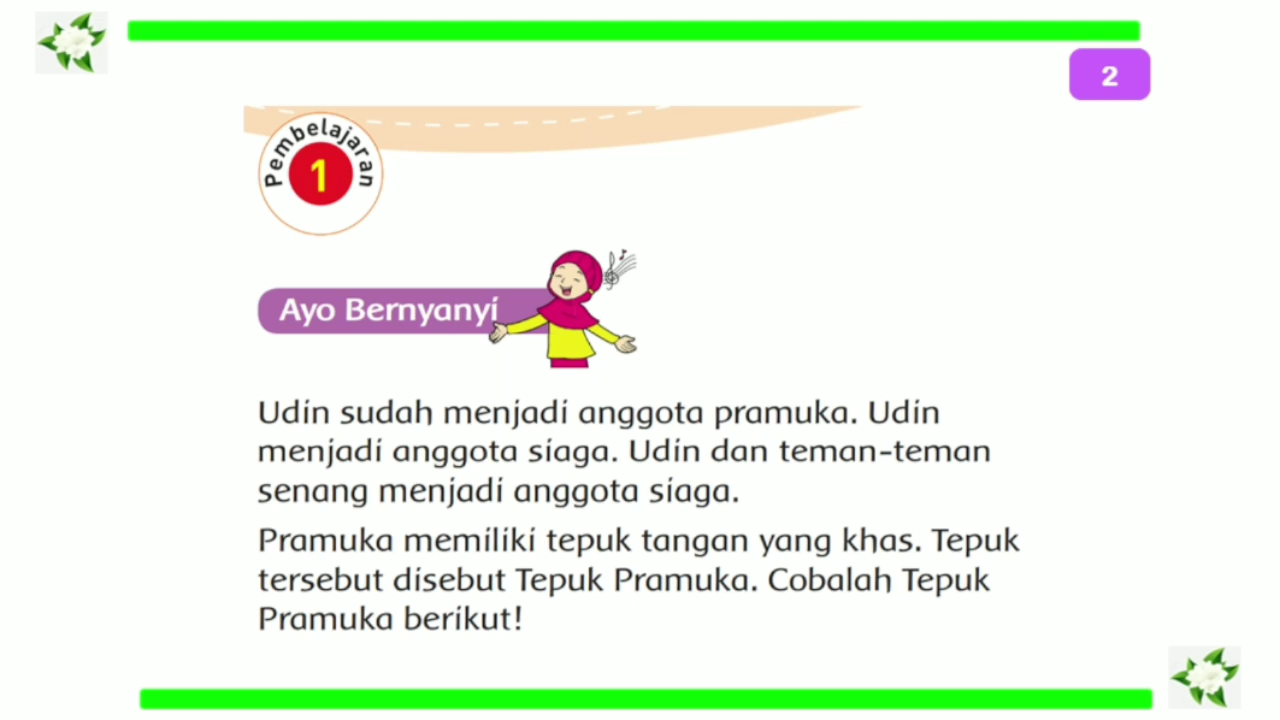 2
Pembelajaran
1
Ayo Bernyanyi
Udin sudah menjadi anggota pramuka. Udin
menjadi anggota siaga. Udin dan teman-teman
senang menjadi anggota siaga.
Pramuka memiliki tepuk tangan yang khas. Tepuk
tersebut disebut Tepuk Pramuka. Cobalah Tepuk
Pramuka berikut!